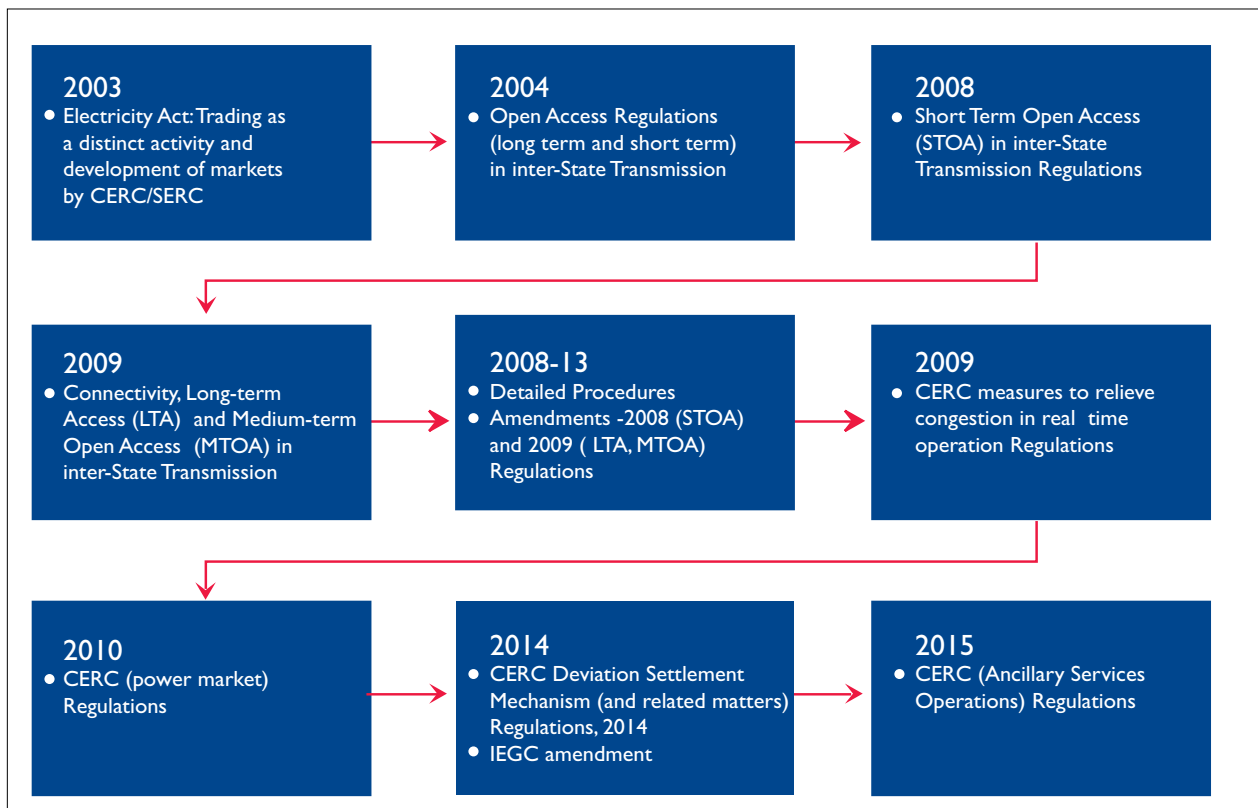 2003
• Electricity Act: Trading as
a distinct activity and
development of markets
by CERC/SERC
2004
• Open Access Regulations
(long term and short term)
in inter-State Transmission
2008
• Short Term Open Access
(STOA) in inter-State
Transmission Regulations
2009
• Connectivity, Long-term
Access (LTA) and Medium-term
Open Access (MTOA) in
inter-State Transmission
2008-13
• Detailed Procedures
• Amendments -2008 (STOA)
and 2009 ( LTA, MTOA)
Regulations
2009
• CERC measures to relieve
congestion in real time
operation Regulations
2010
• CERC (power market)
Regulations
2014
• CERC Deviation Settlement
Mechanism (and related matters)
Regulations, 2014
• IEGC amendment
2015
• CERC (Ancillary Services
Operations) Regulations